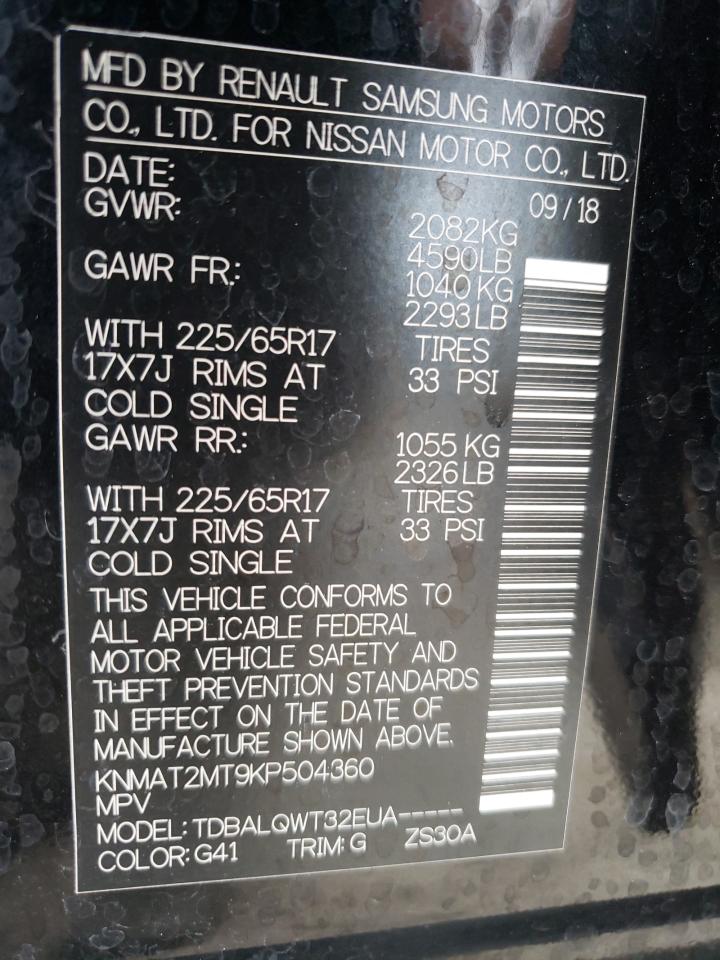 MFD BY RENAULT SAMSUNG MOTORS
CO., LTD. FOR NISSAN MOTOR CO., LTD.
DATE: 09/18
GVWR: 2082KG
4590LB
GAWR FR.: 1040 KG
2293LB
WITH 225/65R17 TIRES
17X7J RIMS AT 33 PSI
COLD SINGLE
GAWR RR.: 1055 KG
2326LB
WITH 225/65R17 TIRES
17X7J RIMS AT 33 PSI
COLD SINGLE
THIS VEHICLE CONFORMS TO
ALL APPLICABLE FEDERAL
MOTOR VEHICLE SAFETY AND
THEFT PREVENTION STANDARDS
IN EFFECT ON THE DATE OF
MANUFACTURE SHOWN ABOVE.
KNMAT2MT9KP504360
MPV
MODEL: TDBALQWT32EUA-----
COLOR: G41 TRIM: G ZS30A